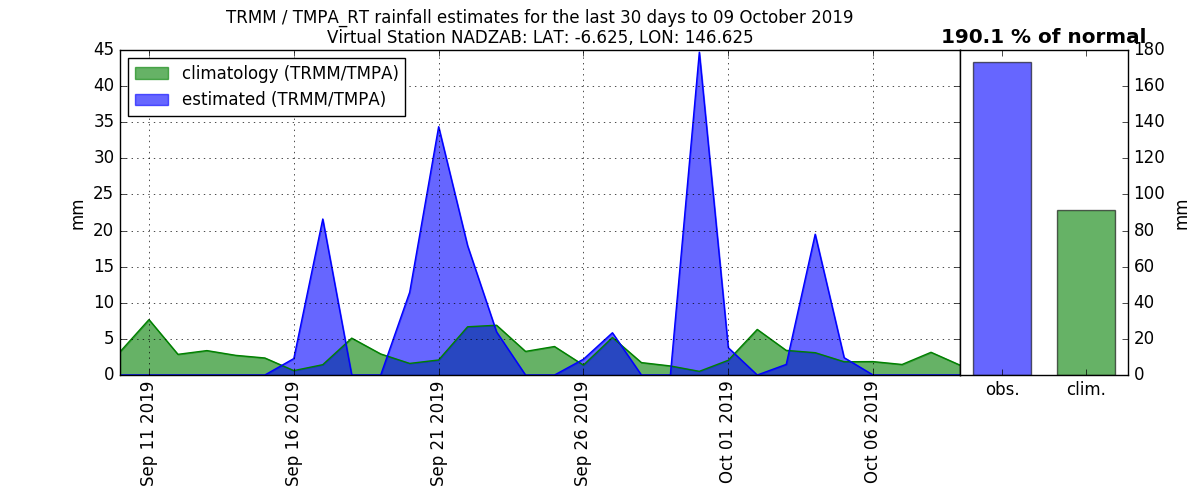 TRMM / TMPA_RT rainfall estimates for the last 30 days to 09 October 2019
Virtual Station NADZAB: LAT: -6.625, LON: 146.625
190.1 % of normal
climatology (TRMM/TMPA)
estimated (TRMM/TMPA)
mm
45
40
35
30
25
20
15
10
5
0
Sep 11 2019
Sep 16 2019
Sep 21 2019
Sep 26 2019
Oct 01 2019
Oct 06 2019
obs.
clim.
180
160
140
120
100
80
60
40
20
0
mm